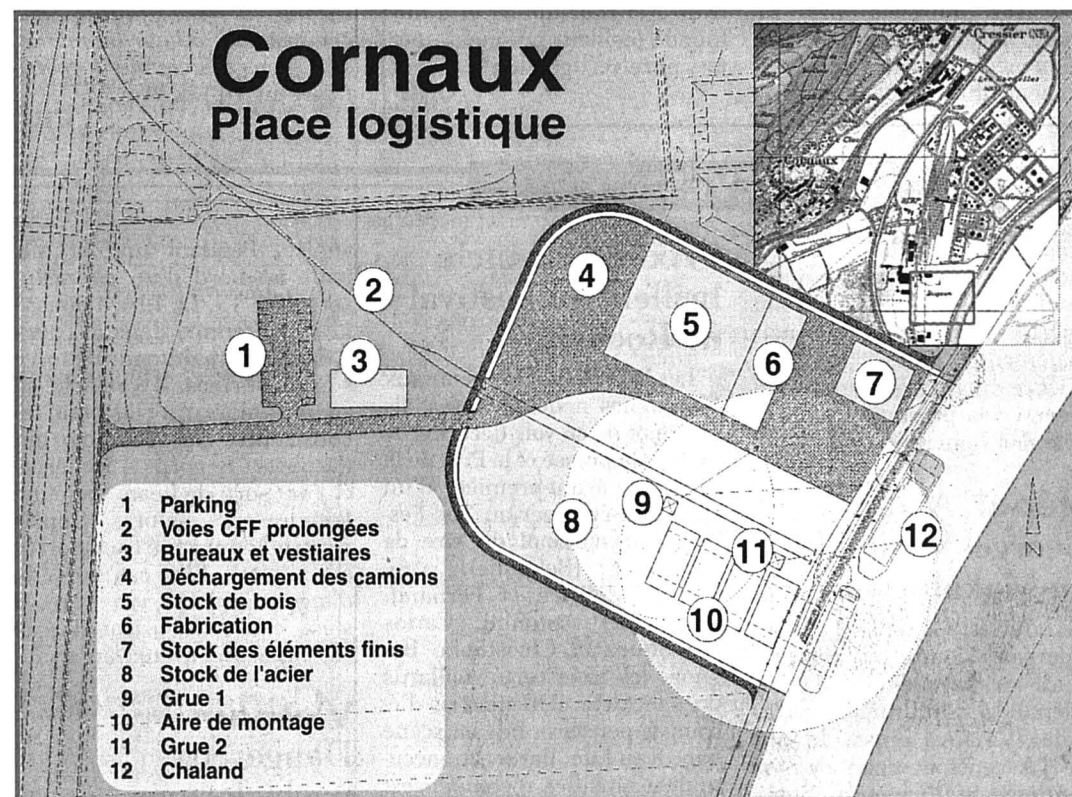 Cornaux
Place logistique
Cressier (NE)
Cornaux
1
2
3
4
5
6
7
8
9
10
11
12
N
1 Parking
2 Voies CFF prolongées
3 Bureaux et vestiaires
4 Déchargement des camions
5 Stock de bois
6 Fabrication
7 Stock des éléments finis
8 Stock de l'acier
9 Grue 1
10 Aire de montage
11 Grue 2
12 Chaland